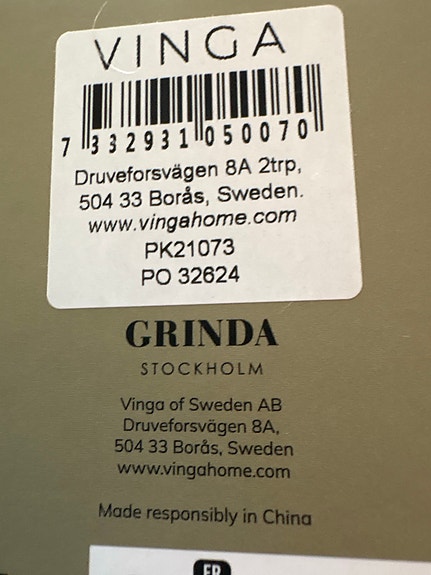 VINGA
7 332931 050070
Druveforsvägen 8A 2trp,
504 33 Borås, Sweden.
www.vingahome.com
PK21073
PO 32624
GRINDA
STOCKHOLM
Vinga of Sweden AB
Druveforsvägen 8A,
504 33 Borås, Sweden
www.vingahome.com
Made responsibly in China